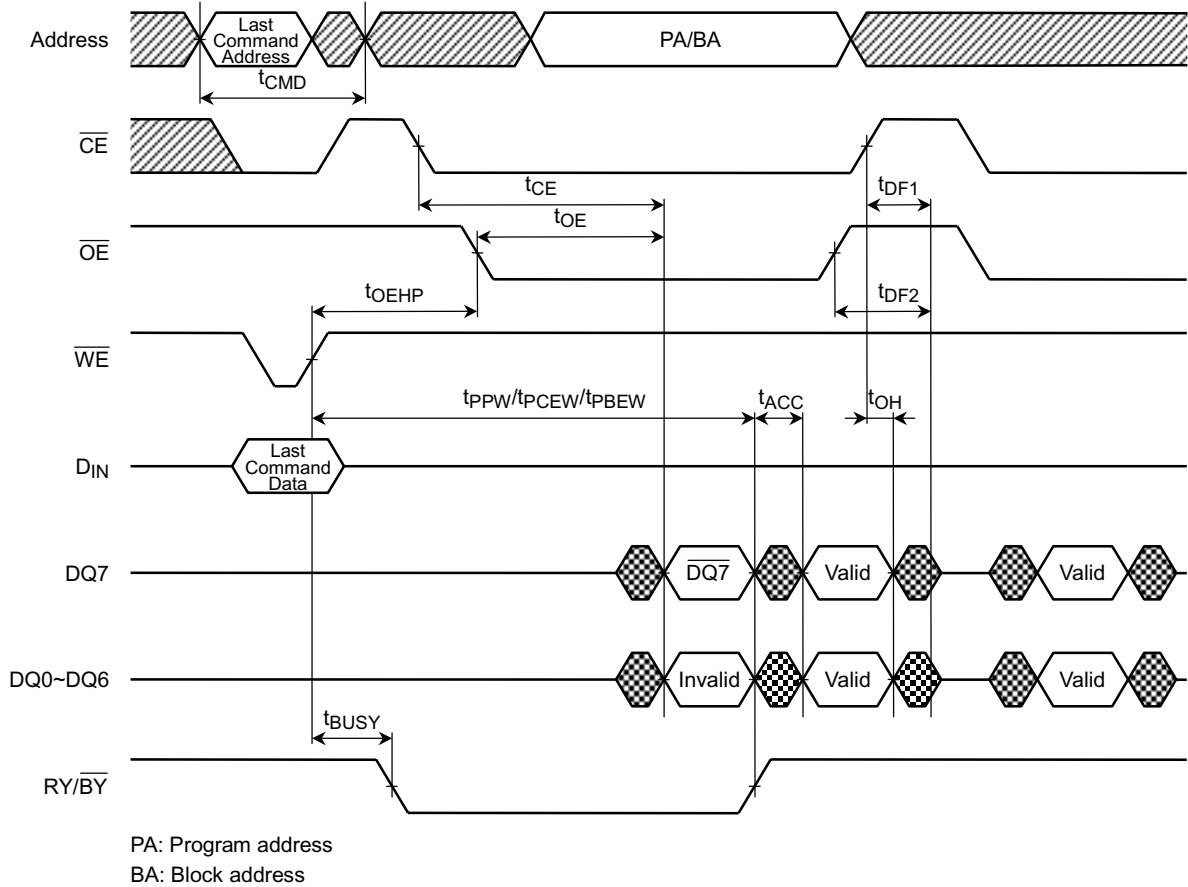 Address
Last
Command
Address
PA/BA
tCMD
CE
tCE
tDF1
tOE
OE
tOEHP
tDF2
WE
tPPW/tPCEW/tPBEW
tACC
tOH
DIN
Last
Command
Data
DQ7
DQ7
Valid
Valid
DQ0~DQ6
Invalid
Valid
Valid
tBUSY
RY/BY
PA: Program address
BA: Block address